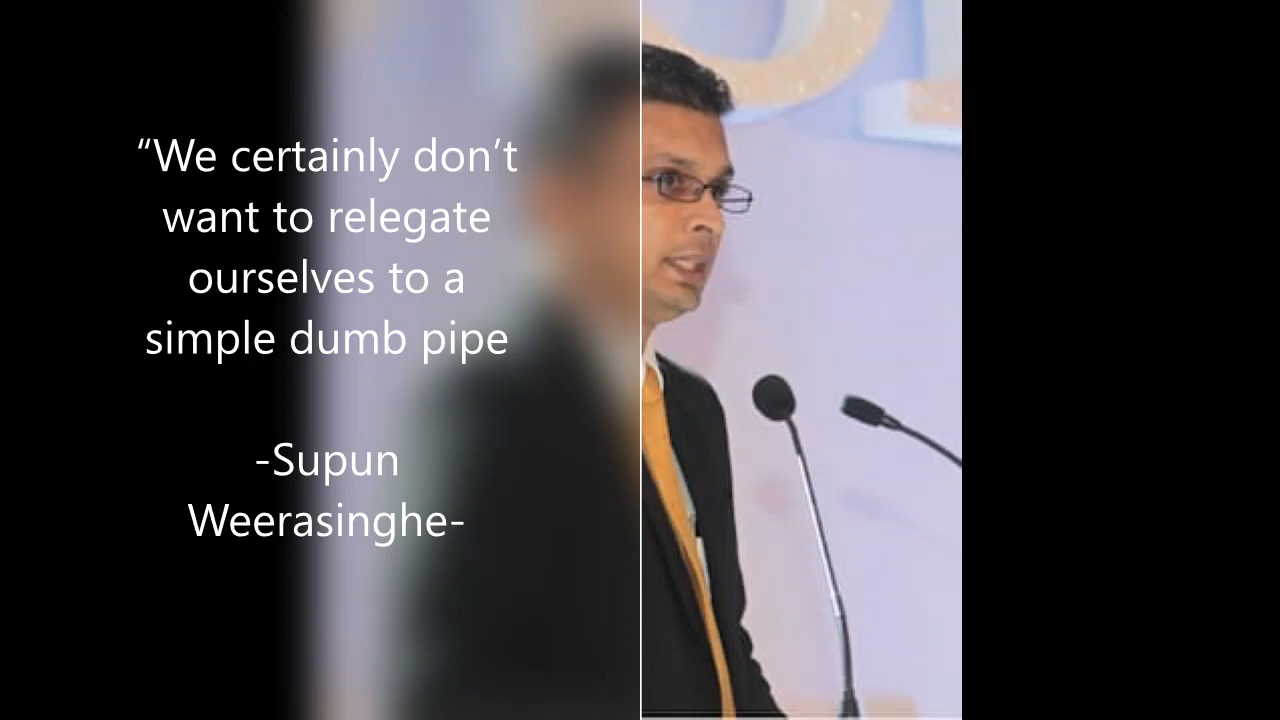 “We certainly don’t
want to relegate
ourselves to a
simple dumb pipe
-Supun
Weerasinghe-